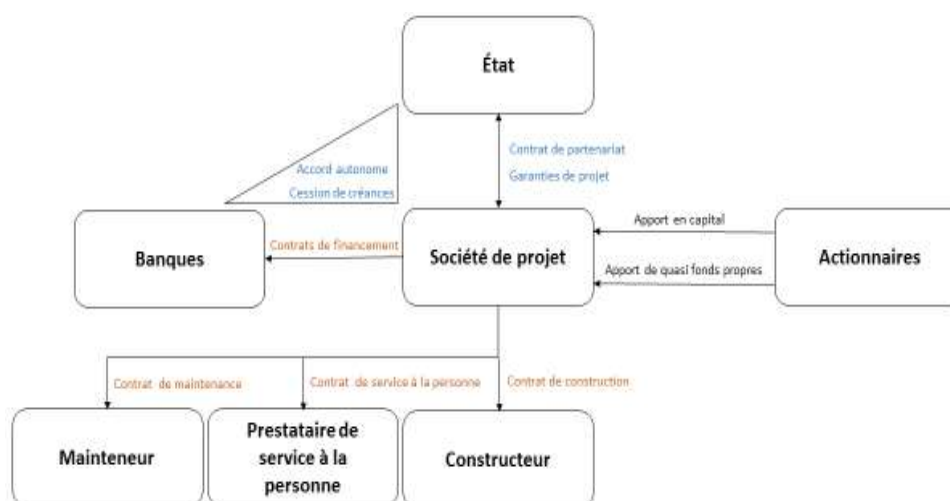 État
Contrat de partenariat
Garanties de projet
Accord autonome
Cession de créances
Banques
Contrats de financement
Société de projet
Apport en capital
Apport de quasi fonds propres
Actionnaires
Contrat de maintenance
Contrat de service à la personne
Contrat de construction
Mainteneur
Prestataire de
service à la
personne
Constructeur